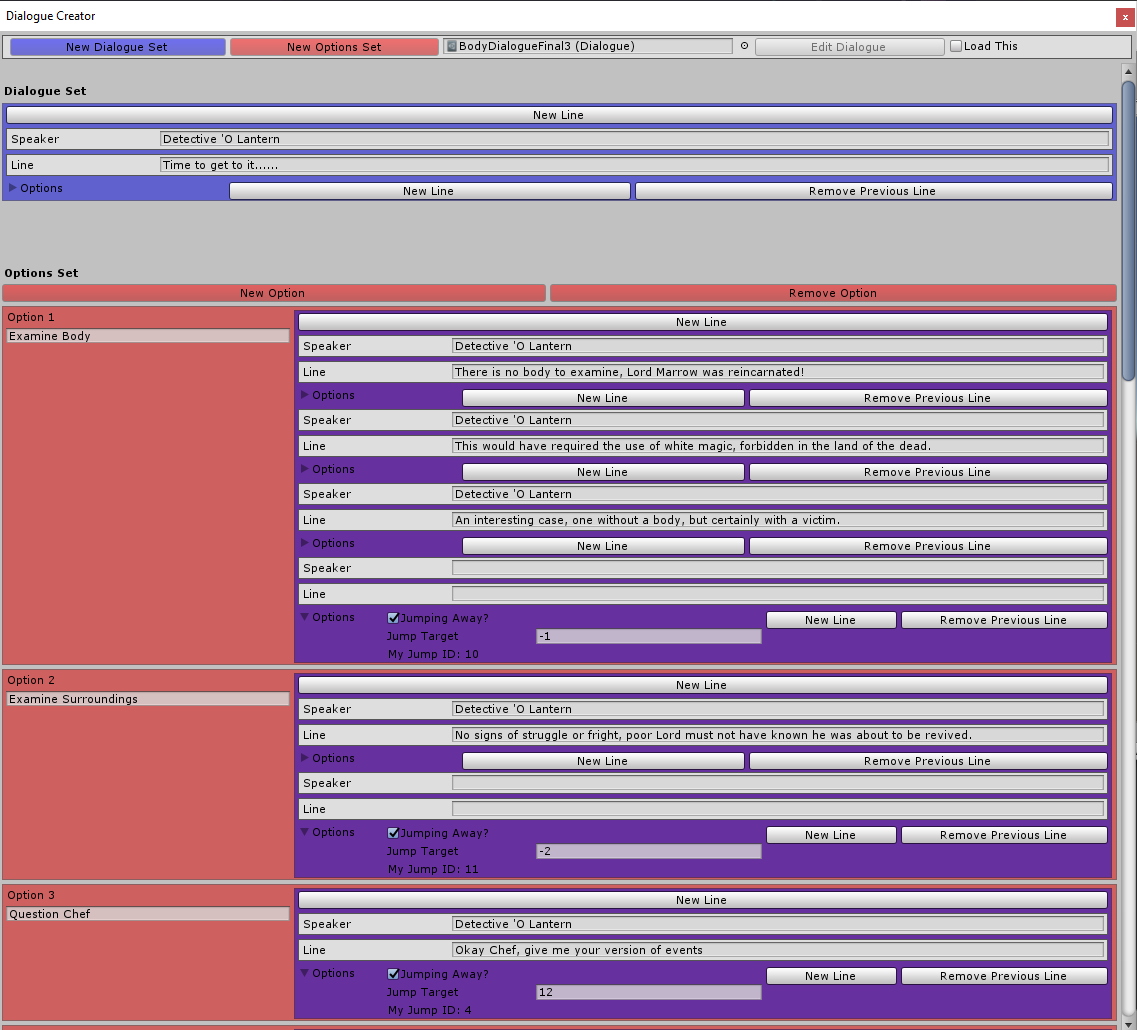 Dialogue Creator
x
New Dialogue Set New Options Set BodyDialogueFinal3 (Dialogue) Edit Dialogue Load This
Dialogue Set
New Line
Speaker Detective 'O Lantern
Line Time to get to it......
Options New Line Remove Previous Line
Options Set
New Option Remove Option
Option 1
Examine Body
New Line
Speaker Detective 'O Lantern
Line There is no body to examine, Lord Marrow was reincarnated!
Options New Line Remove Previous Line
Speaker Detective 'O Lantern
Line This would have required the use of white magic, forbidden in the land of the dead.
Options New Line Remove Previous Line
Speaker Detective 'O Lantern
Line An interesting case, one without a body, but certainly with a victim.
Options New Line Remove Previous Line
Speaker
Line
Options Jumping Away? New Line Remove Previous Line
Jump Target -1
My Jump ID: 10
Option 2
Examine Surroundings
New Line
Speaker Detective 'O Lantern
Line No signs of struggle or fright, poor Lord must not have known he was about to be revived.
Options New Line Remove Previous Line
Speaker
Line
Options Jumping Away? New Line Remove Previous Line
Jump Target -2
My Jump ID: 11
Option 3
Question Chef
New Line
Speaker Detective 'O Lantern
Line Okay Chef, give me your version of events
Options Jumping Away? New Line Remove Previous Line
Jump Target 12
My Jump ID: 4